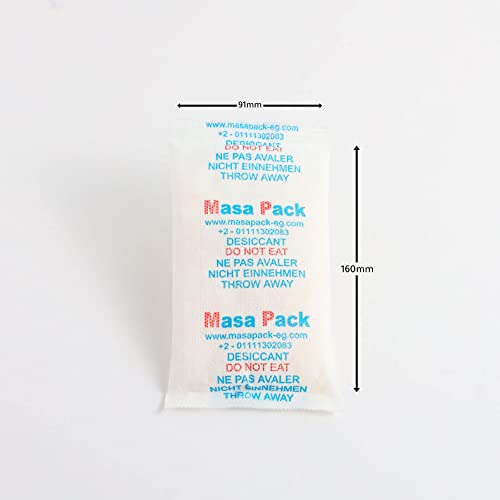 91mm
www.masapack-eg.com
+2 - 01111302083
DESICCANT
DO NOT EAT
NE PAS AVALER
NICHT EINNEHMEN
THROW AWAY
Masa Pack
www.masapack-eg.com
+2 - 01111302083
DESICCANT
DO NOT EAT
NE PAS AVALER
NICHT EINNEHMEN
THROW AWAY
160mm
Masa Pack
www.masapack-eg.com
+2 - 01111302083
DESICCANT
DO NOT EAT
NE PAS AVALER
NICHT EINNEHMEN
THROW AWAY